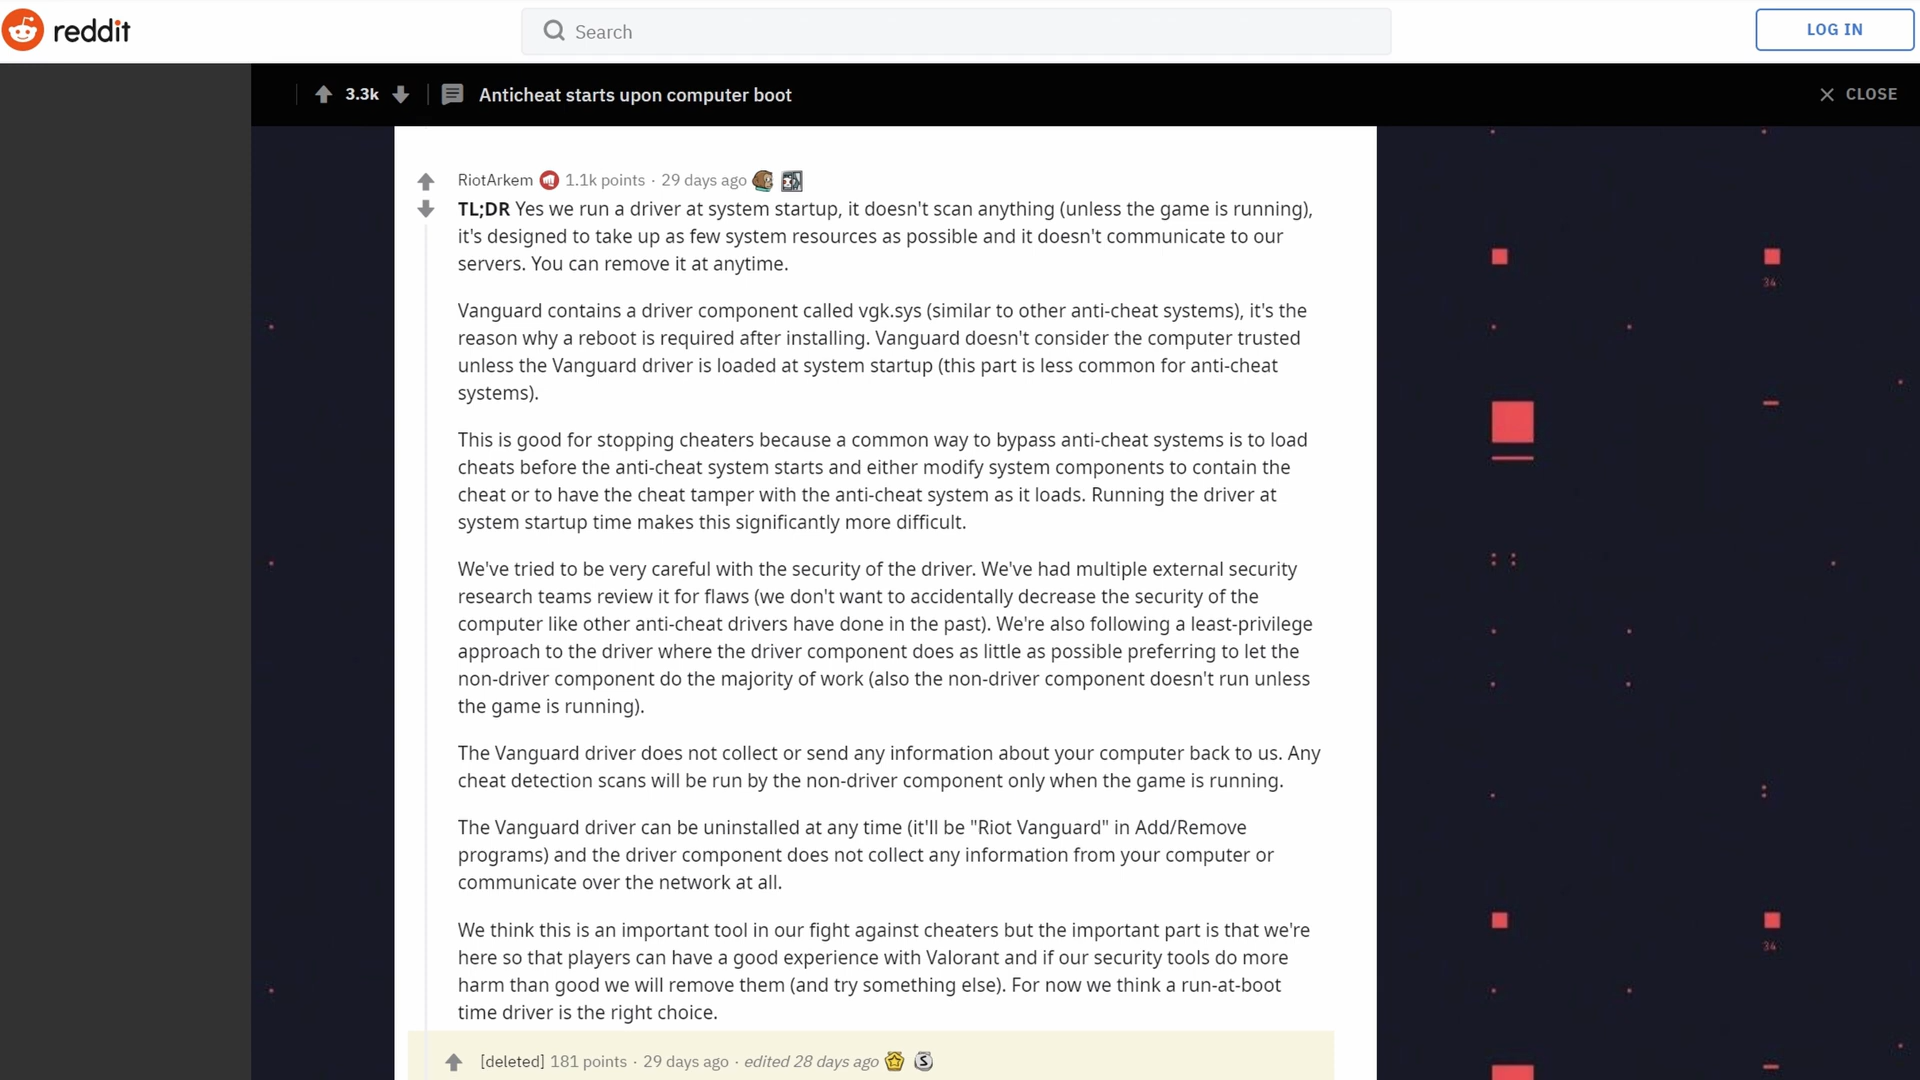 reddit
Search
LOG IN
3.3k
Anticheat starts upon computer boot
CLOSE
RiotArkem 1.1k points · 29 days ago
TL;DR Yes we run a driver at system startup, it doesn't scan anything (unless the game is running),
it's designed to take up as few system resources as possible and it doesn't communicate to our
servers. You can remove it at anytime.
Vanguard contains a driver component called vgk.sys (similar to other anti-cheat systems), it's the
reason why a reboot is required after installing. Vanguard doesn't consider the computer trusted
unless the Vanguard driver is loaded at system startup (this part is less common for anti-cheat
systems).
This is good for stopping cheaters because a common way to bypass anti-cheat systems is to load
cheats before the anti-cheat system starts and either modify system components to contain the
cheat or to have the cheat tamper with the anti-cheat system as it loads. Running the driver at
system startup time makes this significantly more difficult.
We've tried to be very careful with the security of the driver. We've had multiple external security
research teams review it for flaws (we don't want to accidentally decrease the security of the
computer like other anti-cheat drivers have done in the past). We're also following a least-privilege
approach to the driver where the driver component does as little as possible preferring to let the
non-driver component do the majority of work (also the non-driver component doesn't run unless
the game is running).
The Vanguard driver does not collect or send any information about your computer back to us. Any
cheat detection scans will be run by the non-driver component only when the game is running.
The Vanguard driver can be uninstalled at any time (it'll be "Riot Vanguard" in Add/Remove
programs) and the driver component does not collect any information from your computer or
communicate over the network at all.
We think this is an important tool in our fight against cheaters but the important part is that we're
here so that players can have a good experience with Valorant and if our security tools do more
harm than good we will remove them (and try something else). For now we think a run-at-boot
time driver is the right choice.
[deleted] 181 points · 29 days ago · edited 28 days ago
S
34
34